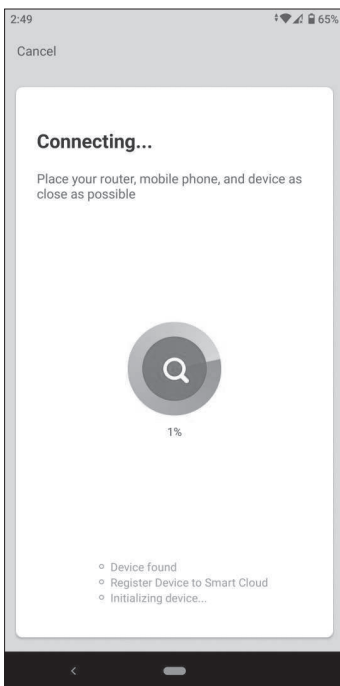 2:49
65%
Cancel
Connecting...
Place your router, mobile phone, and device as
close as possible
1%
Device found
Register Device to Smart Cloud
Initializing device...